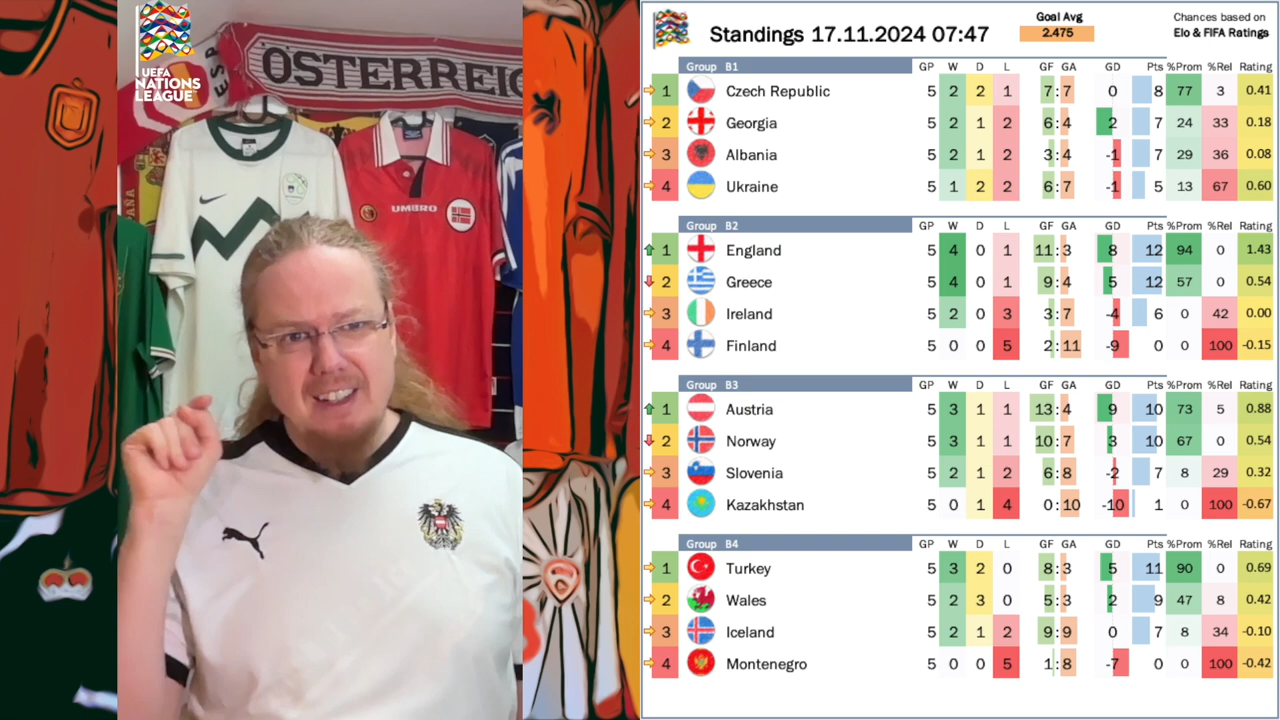 UEFA
NATIONS
LEAGUE
ESP
ÖSTERREIC
ESPAÑA
UMBRO
Standings 17.11.2024 07:47
Goal Avg
2.475
Chances based on
Elo & FIFA Ratings
Group B1 GP W D L GF GA GD Pts %Prom %Rel Rating
1 Czech Republic 5 2 2 1 7:7 0 8 77 3 0.41
2 Georgia 5 2 1 2 6:4 2 7 24 33 0.18
3 Albania 5 2 1 2 3:4 -1 7 29 36 0.08
4 Ukraine 5 1 2 2 6:7 -1 5 13 67 0.60
Group B2 GP W D L GF GA GD Pts %Prom %Rel Rating
1 England 5 4 0 1 11:3 8 12 94 0 1.43
2 Greece 5 4 0 1 9:4 5 12 57 0 0.54
3 Ireland 5 2 0 3 3:7 -4 6 0 42 0.00
4 Finland 5 0 0 5 2:11 -9 0 0 100 -0.15
Group B3 GP W D L GF GA GD Pts %Prom %Rel Rating
1 Austria 5 3 1 1 13:4 9 10 73 5 0.88
2 Norway 5 3 1 1 10:7 3 10 67 0 0.54
3 Slovenia 5 2 1 2 6:8 -2 7 8 29 0.32
4 Kazakhstan 5 0 1 4 0:10 -10 1 0 100 -0.67
Group B4 GP W D L GF GA GD Pts %Prom %Rel Rating
1 Turkey 5 3 2 0 8:3 5 11 90 0 0.69
2 Wales 5 2 3 0 5:3 2 9 47 8 0.42
3 Iceland 5 2 1 2 9:9 0 7 8 34 -0.10
4 Montenegro 5 0 0 5 1:8 -7 0 0 100 -0.42